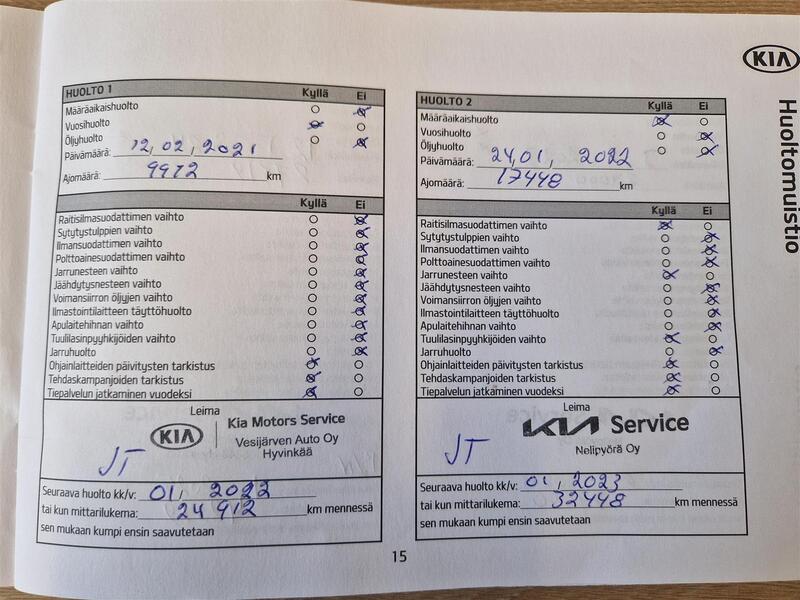 KIA
Huoltomuistio
HUOLTO 1 Kyllä Ei
Määräaikaishuolto
Vuosihuolto
Öljyhuolto
Päivämäärä: 12,02,2021
Ajomäärä: 9912 km
Kyllä Ei
Raitisilmasuodattimen vaihto
Sytytystulppien vaihto
Ilmansuodattimen vaihto
Polttoainesuodattimen vaihto
Jarrunesteen vaihto
Jäähdytysnesteen vaihto
Voimansiirron öljyjen vaihto
Ilmastointilaitteen täyttöhuolto
Apulaitehihnan vaihto
Tuulilasinpyyhkijöiden vaihto
Jarruhuolto
Ohjainlaitteiden päivitysten tarkistus
Tehdaskampanjoiden tarkistus
Tiepalvelun jatkaminen vuodeksi
Leima
KIA Kia Motors Service
Vesijärven Auto Oy
Hyvinkää
JT
Seuraava huolto kk/v: 01, 2022
tai kun mittarilukema: 24 912 km mennessä
sen mukaan kumpi ensin saavutetaan
HUOLTO 2 Kyllä Ei
Määräaikaishuolto
Vuosihuolto
Öljyhuolto
Päivämäärä: 24,01, 2022
Ajomäärä: 17448 km
Kyllä Ei
Raitisilmasuodattimen vaihto
Sytytystulppien vaihto
Ilmansuodattimen vaihto
Polttoainesuodattimen vaihto
Jarrunesteen vaihto
Jäähdytysnesteen vaihto
Voimansiirron öljyjen vaihto
Ilmastointilaitteen täyttöhuolto
Apulaitehihnan vaihto
Tuulilasinpyyhkijöiden vaihto
Jarruhuolto
Ohjainlaitteiden päivitysten tarkistus
Tehdaskampanjoiden tarkistus
Tiepalvelun jatkaminen vuodeksi
Leima
KIA Service
Nelipyörä Oy
JT
Seuraava huolto kk/v: 01, 2023
tai kun mittarilukema: 32448 km mennessä
sen mukaan kumpi ensin saavutetaan
15